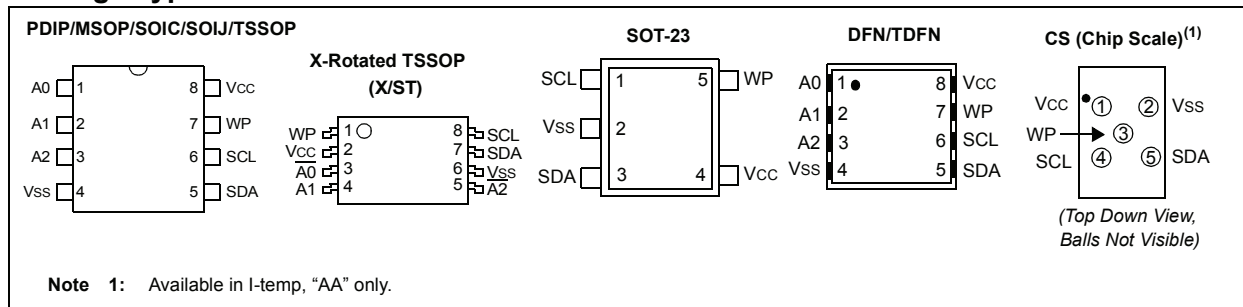 PDIP/MSOP/SOIC/SOIJ/TSSOP
A0 1 8 VCC
A1 2 7 WP
A2 3 6 SCL
VSS 4 5 SDA
X-Rotated TSSOP
(X/ST)
WP 1 8 SCL
VCC 2 7 SDA
A0 3 6 VSS
A1 4 5 A2
SOT-23
SCL 1 5 WP
VSS 2
SDA 3 4 VCC
DFN/TDFN
A0 1 8 VCC
A1 2 7 WP
A2 3 6 SCL
VSS 4 5 SDA
CS (Chip Scale)(1)
VCC 1 2 VSS
WP 3
SCL 4 5 SDA
(Top Down View,
Balls Not Visible)
Note 1: Available in I-temp, “AA” only.